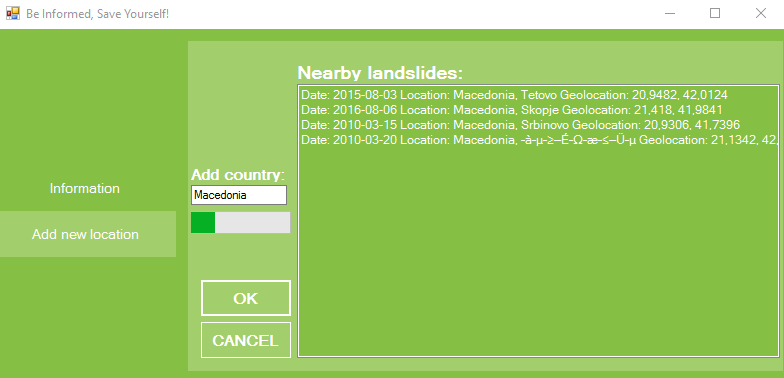 Be Informed, Save Yourself!
Nearby landslides:
Date: 2015-08-03 Location: Macedonia, Tetovo Geolocation: 20,9482, 42,0124
Date: 2016-08-06 Location: Macedonia, Skopje Geolocation: 21,418, 41,9841
Date: 2010-03-15 Location: Macedonia, Srbinovo Geolocation: 20,9306, 41,7396
Date: 2010-03-20 Location: Macedonia, Geolocation: 21,1342, 42,
Add country:
Macedonia
Information
Add new location
OK
CANCEL